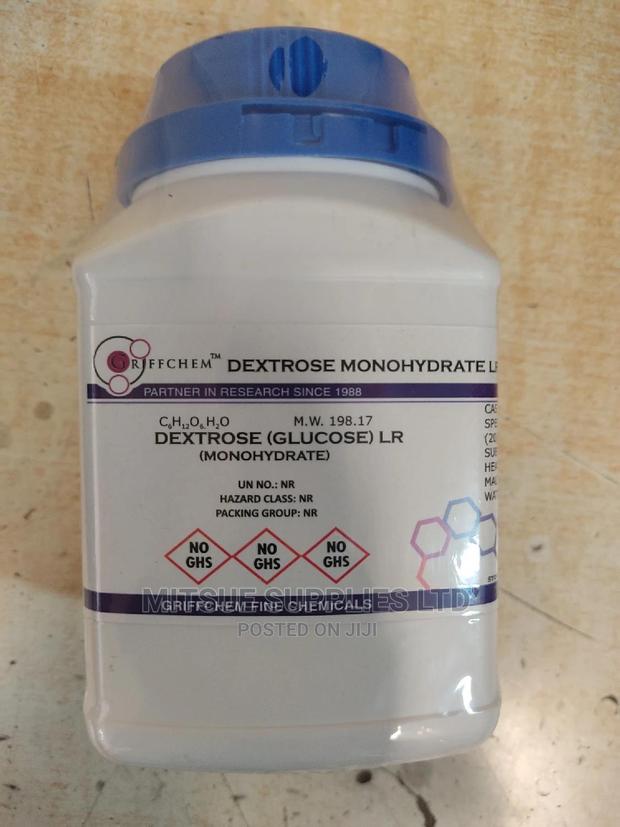 GRIFFCHEM™ DEXTROSE MONOHYDRATE LR
PARTNER IN RESEARCH SINCE 1988
C₆H₁₂O₆.H₂O M.W. 198.17
DEXTROSE (GLUCOSE) LR
(MONOHYDRATE)
UN NO.: NR
HAZARD CLASS: NR
PACKING GROUP: NR
NO GHS
NO GHS
NO GHS
GRIFFCHEM FINE CHEMICALS
MITSUE SUPPLIES LTD
POSTED ON JIJI